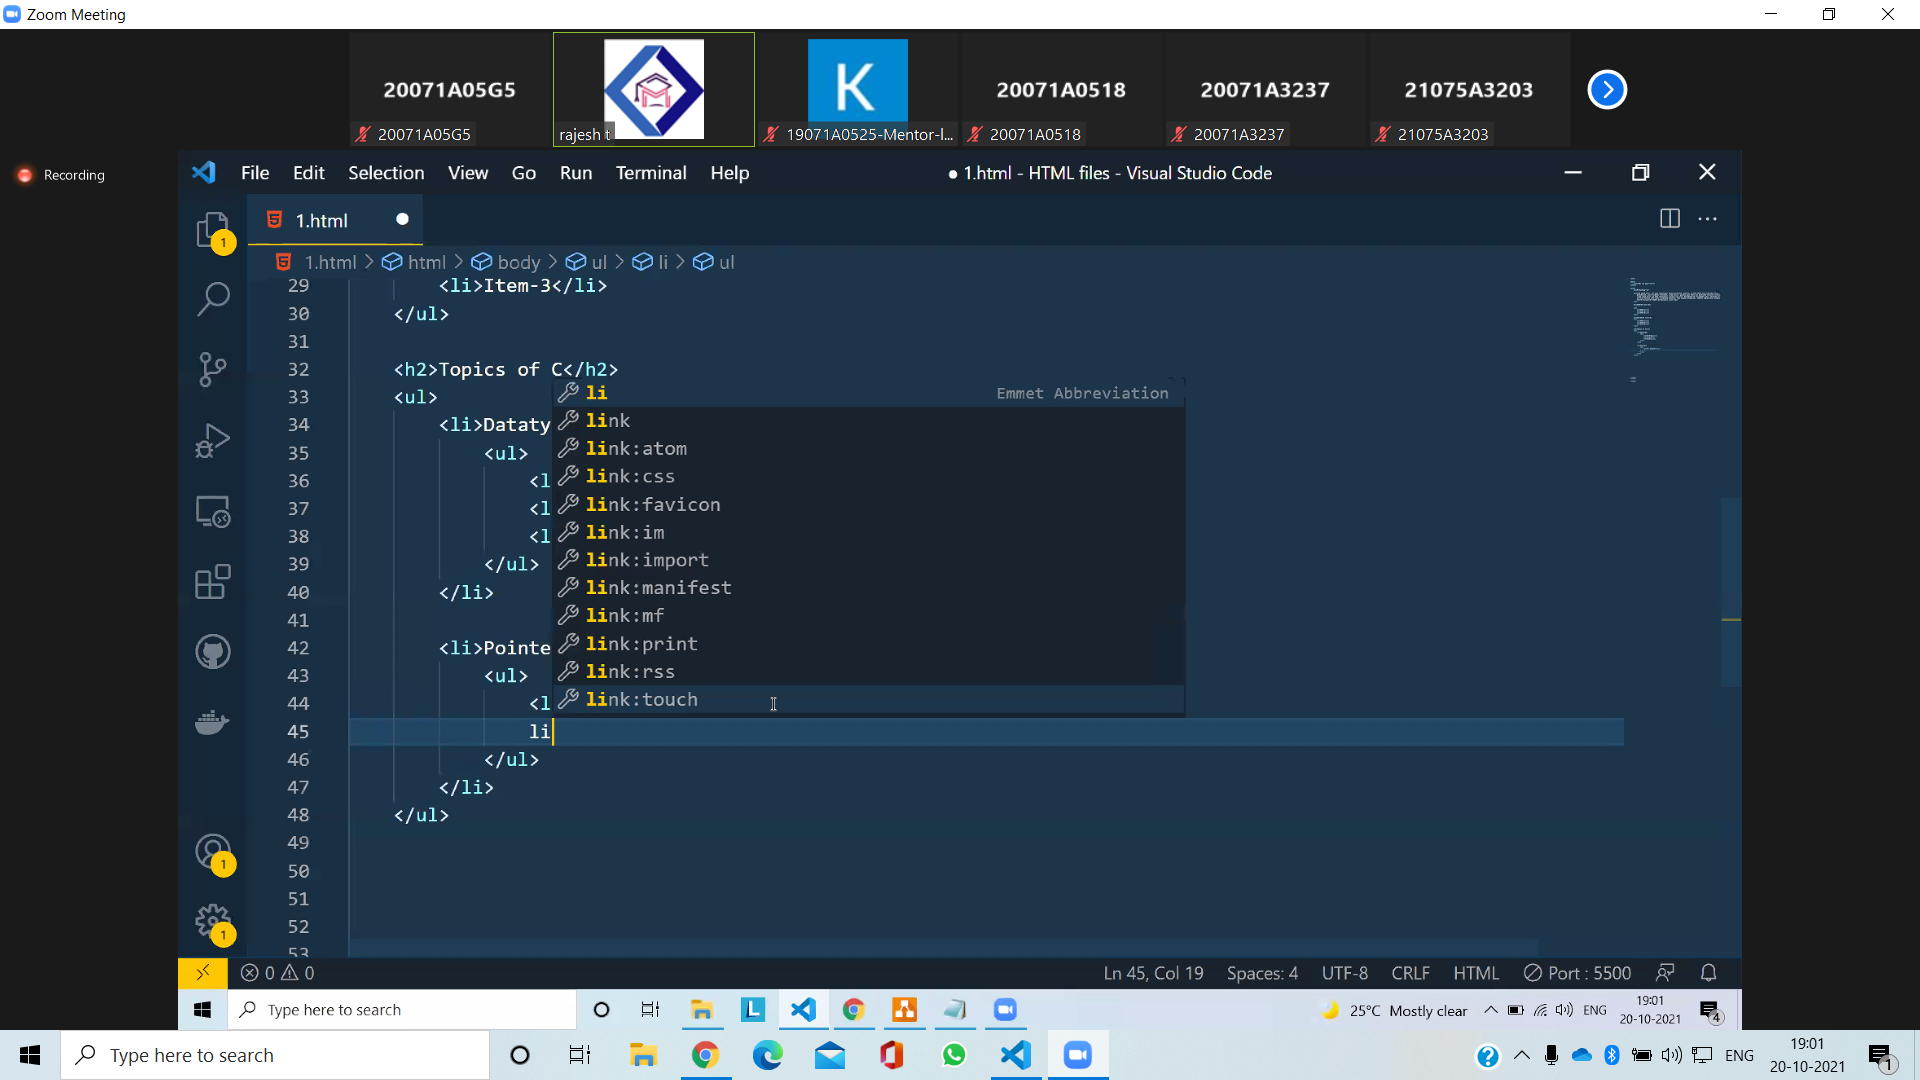 Zoom Meeting
20071A05G5
K
20071A0518
20071A3237
21075A3203
20071A05G5
rajesh t
19071A0525-Mentor-I...
20071A0518
20071A3237
21075A3203
Recording
File Edit Selection View Go Run Terminal Help
● 1.html - HTML files - Visual Studio Code
1.html
1
1.html > html > body > ul > li > ul
29 <li>Item-3</li>
30 </ul>
31
32 <h2>Topics of C</h2>
33 <ul>
34 <li>Dataty
35 <ul>
36 <l
37 <l
38 <l
39 </ul>
40 </li>
41
42 <li>Pointe
43 <ul>
44 <l
45 li
46 </ul>
47 </li>
48 </ul>
49
50
51
52
53
li Emmet Abbreviation
link
link:atom
link:css
link:favicon
link:im
link:import
link:manifest
link:mf
link:print
link:rss
link:touch
1
1
0 0 Ln 45, Col 19 Spaces: 4 UTF-8 CRLF HTML Port : 5500
Type here to search
L
25°C Mostly clear ENG
19:01
20-10-2021
4
Type here to search
ENG
19:01
20-10-2021
1